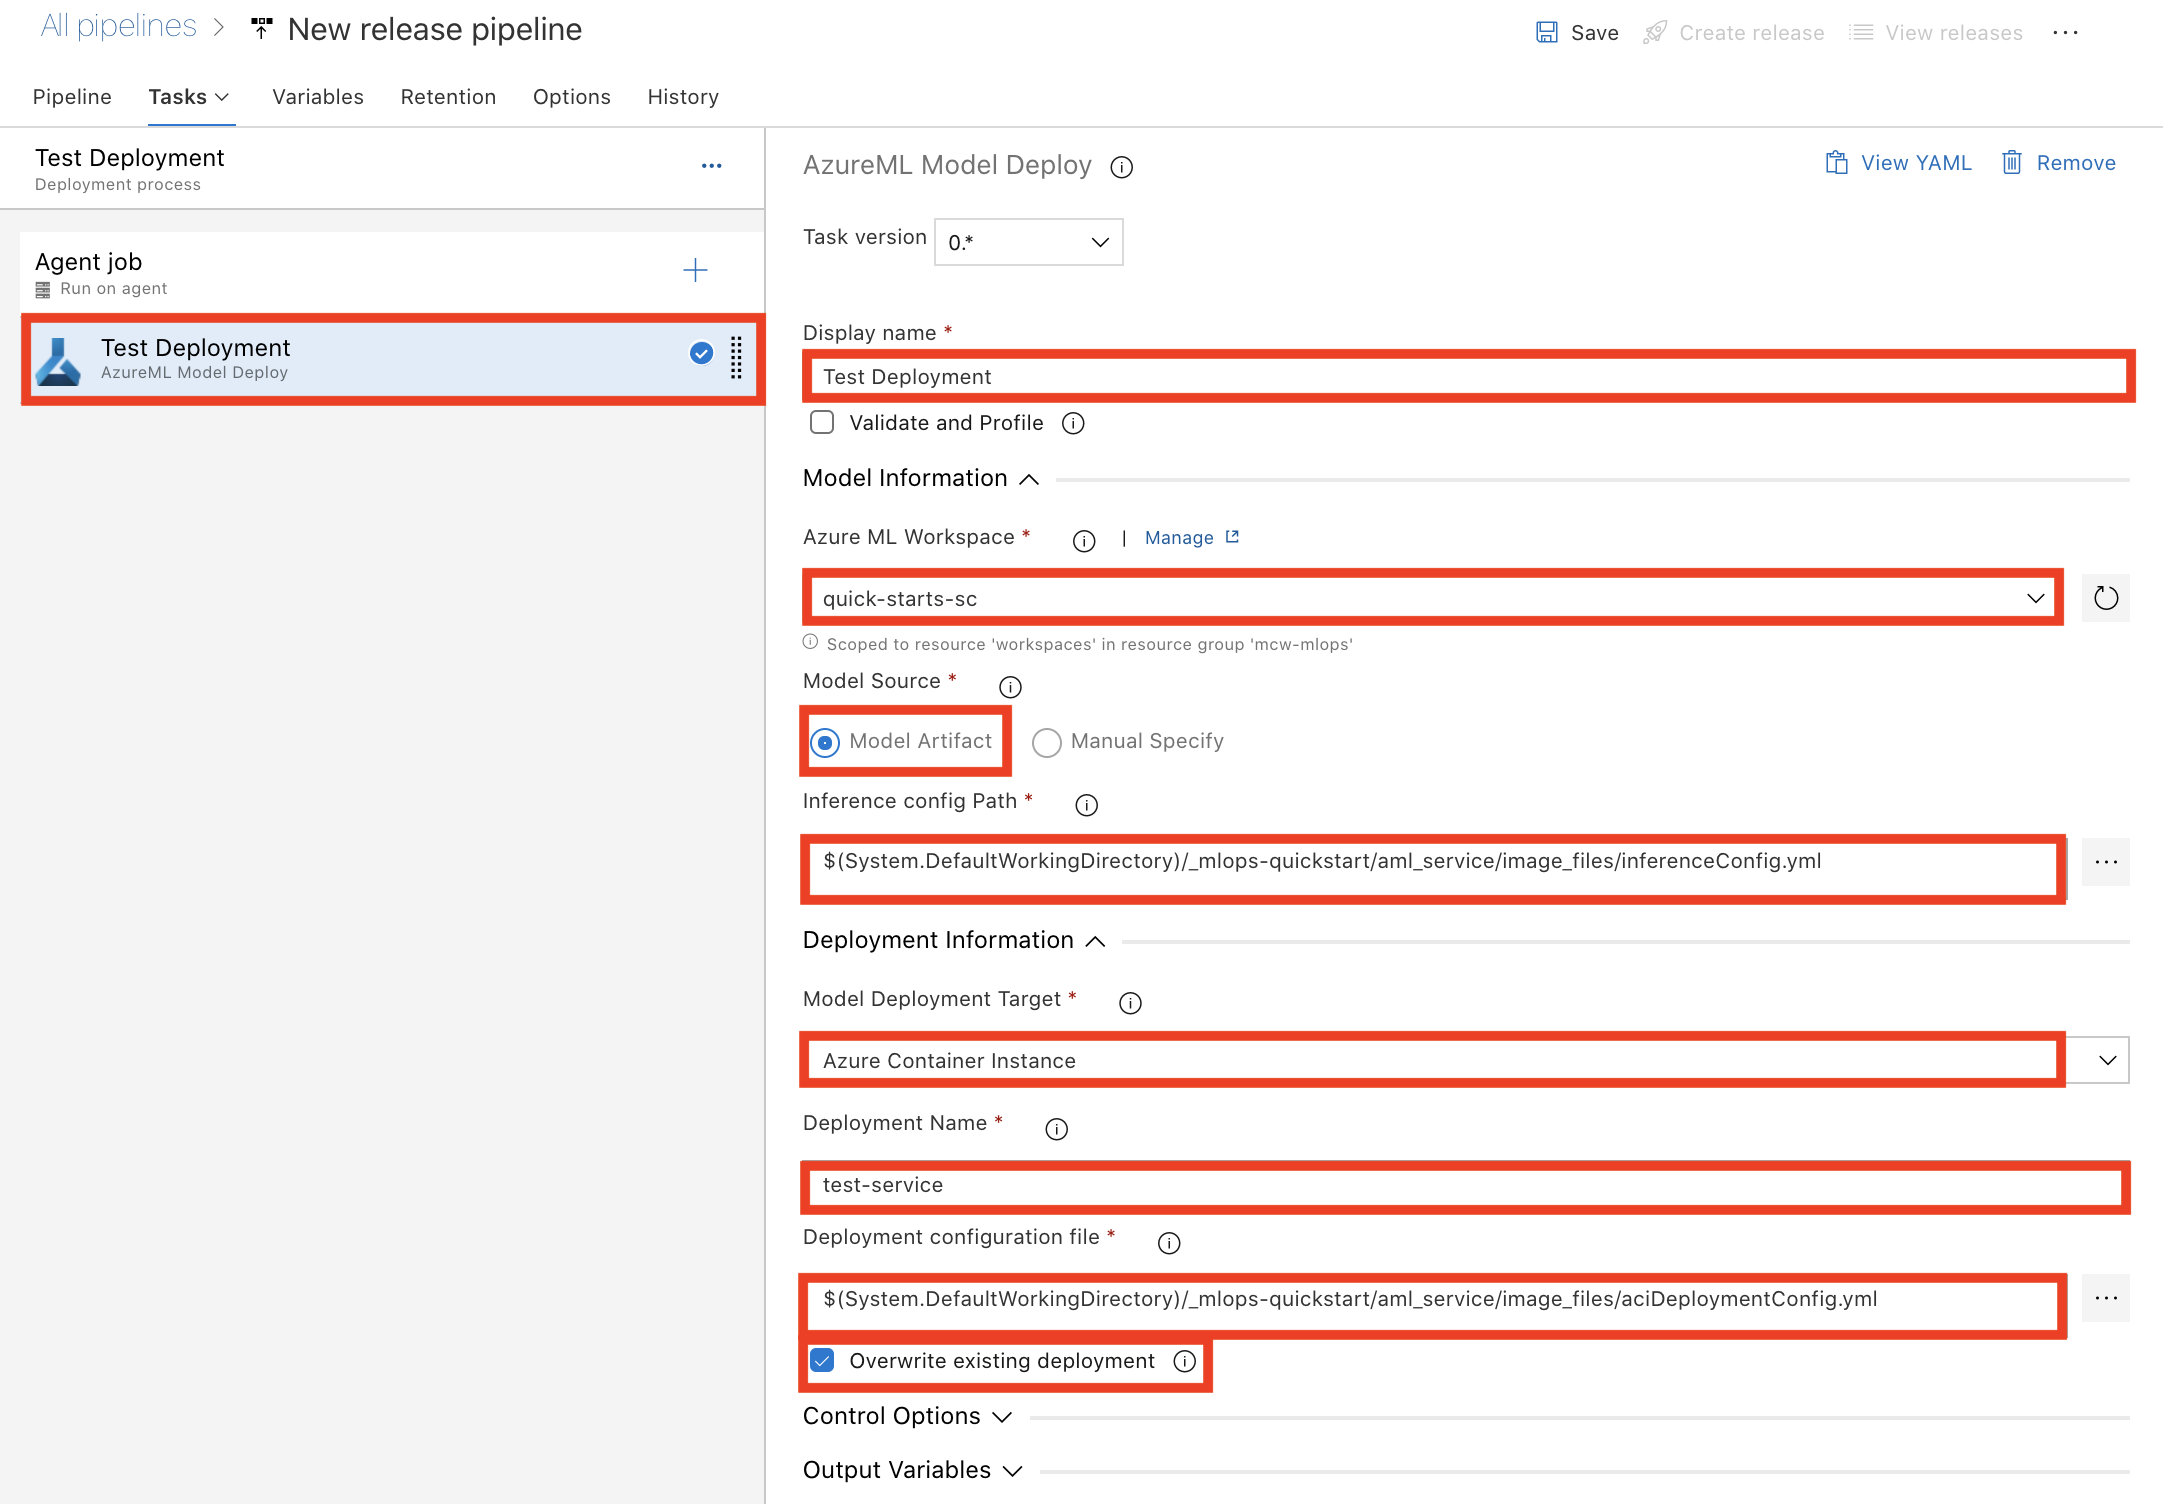 All pipelines > New release pipeline
Save Create release View releases ...
Pipeline Tasks Variables Retention Options History
Test Deployment
Deployment process
Agent job
Run on agent
Test Deployment
AzureML Model Deploy
AzureML Model Deploy
View YAML Remove
Task version 0.*
Display name *
Test Deployment
Validate and Profile
Model Information
Azure ML Workspace * | Manage
quick-starts-sc
Scoped to resource 'workspaces' in resource group 'mcw-mlops'
Model Source *
Model Artifact Manual Specify
Inference config Path *
$(System.DefaultWorkingDirectory)/_mlops-quickstart/aml_service/image_files/inferenceConfig.yml
Deployment Information
Model Deployment Target *
Azure Container Instance
Deployment Name *
test-service
Deployment configuration file *
$(System.DefaultWorkingDirectory)/_mlops-quickstart/aml_service/image_files/aciDeploymentConfig.yml
Overwrite existing deployment
Control Options
Output Variables